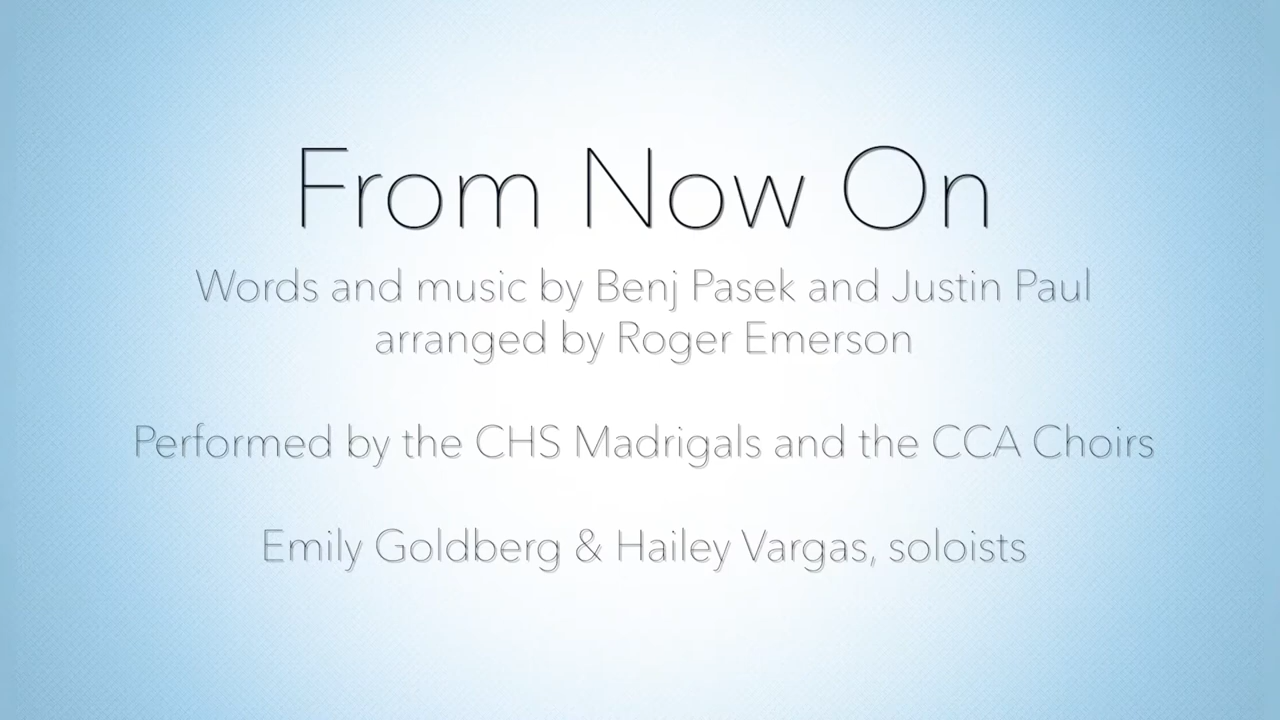 From Now On
Words and music by Benj Pasek and Justin Paul
arranged by Roger Emerson
Performed by the CHS Madrigals and the CCA Choirs
Emily Goldberg & Hailey Vargas, soloists